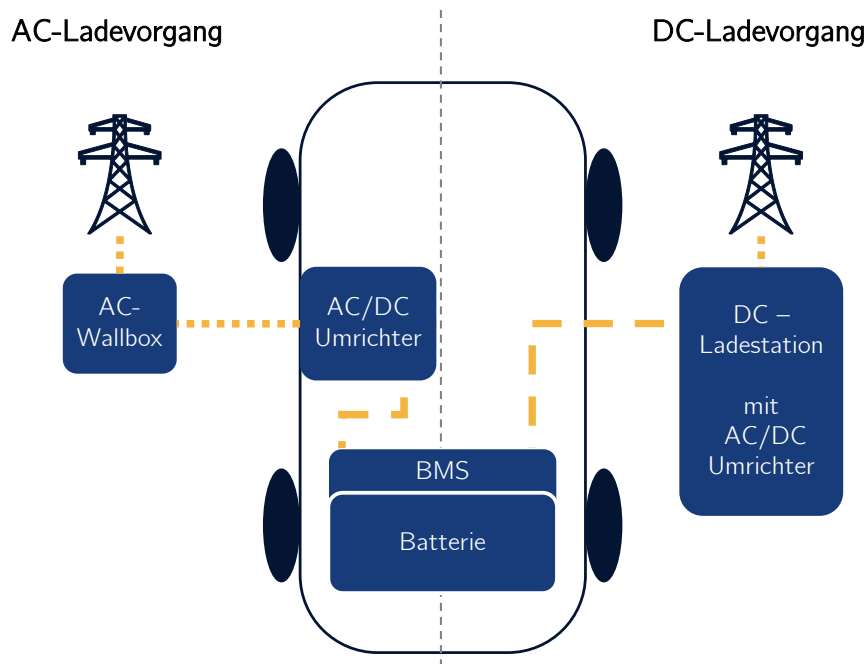 AC-Ladevorgang
DC-Ladevorgang
AC-
Wallbox
AC/DC
Umrichter
DC –
Ladestation
mit
AC/DC
Umrichter
BMS
Batterie